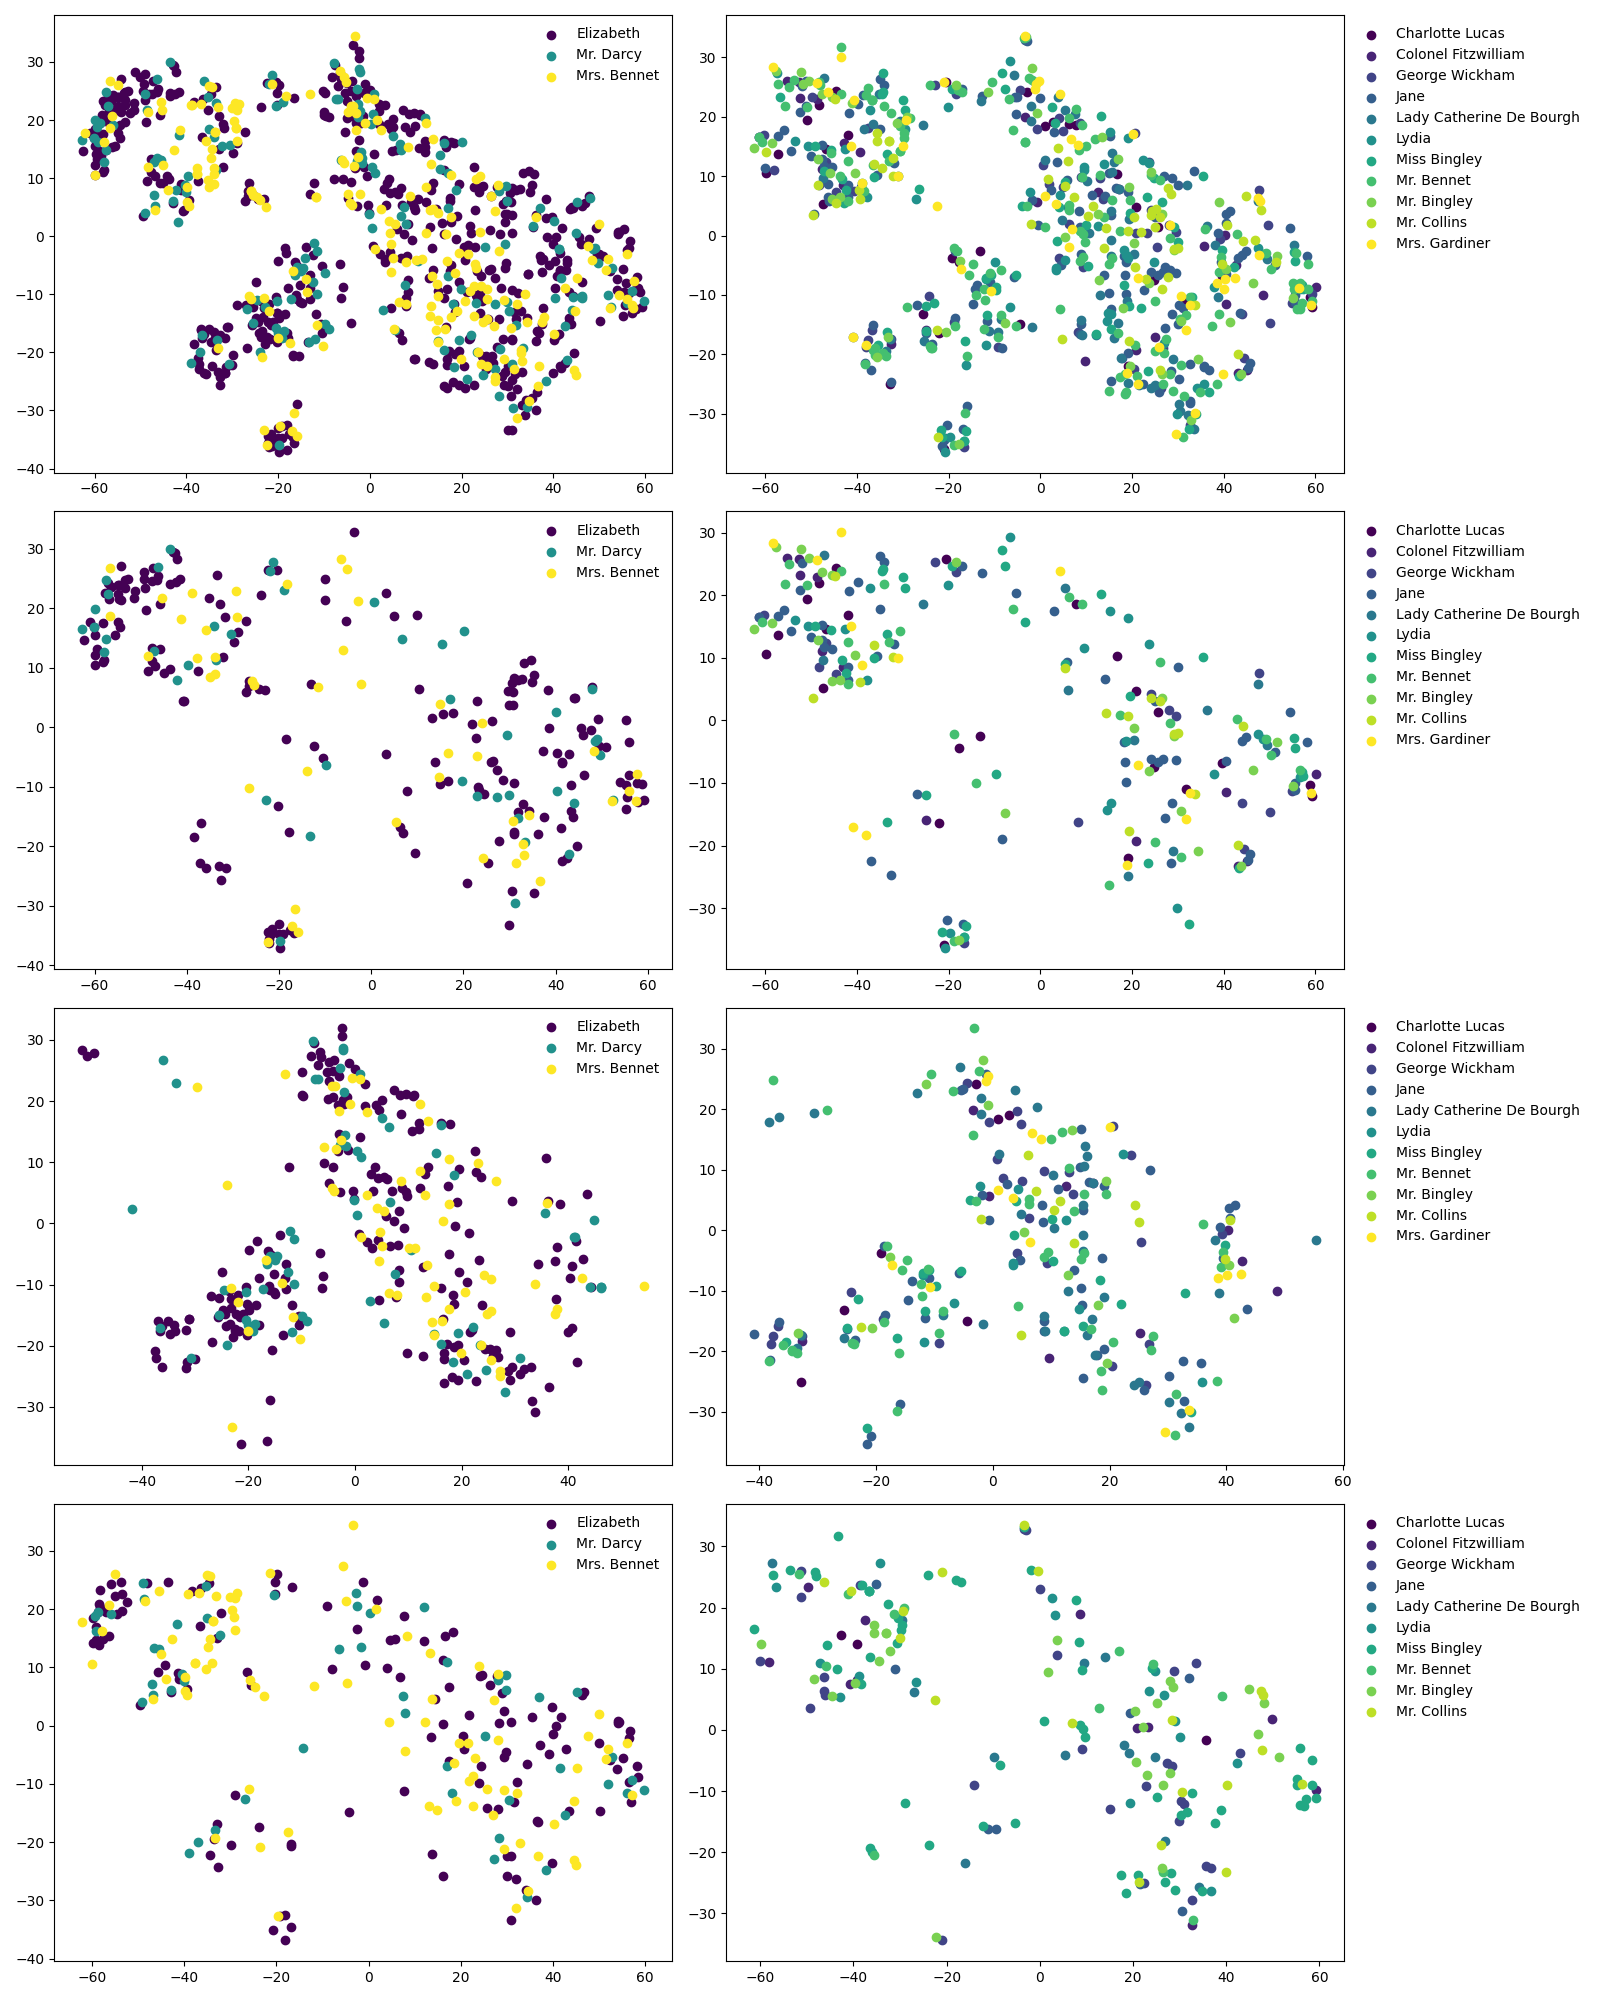 Elizabeth
Mr. Darcy
Mrs. Bennet
30
20
10
0
−10
−20
−30
−40
−60 −40 −20 0 20 40 60
Charlotte Lucas
Colonel Fitzwilliam
George Wickham
Jane
Lady Catherine De Bourgh
Lydia
Miss Bingley
Mr. Bennet
Mr. Bingley
Mr. Collins
Mrs. Gardiner
30
20
10
0
−10
−20
−30
−60 −40 −20 0 20 40 60
Elizabeth
Mr. Darcy
Mrs. Bennet
30
20
10
0
−10
−20
−30
−40
−60 −40 −20 0 20 40 60
Charlotte Lucas
Colonel Fitzwilliam
George Wickham
Jane
Lady Catherine De Bourgh
Lydia
Miss Bingley
Mr. Bennet
Mr. Bingley
Mr. Collins
Mrs. Gardiner
30
20
10
0
−10
−20
−30
−60 −40 −20 0 20 40 60
Elizabeth
Mr. Darcy
Mrs. Bennet
30
20
10
0
−10
−20
−30
−40 −20 0 20 40
Charlotte Lucas
Colonel Fitzwilliam
George Wickham
Jane
Lady Catherine De Bourgh
Lydia
Miss Bingley
Mr. Bennet
Mr. Bingley
Mr. Collins
Mrs. Gardiner
30
20
10
0
−10
−20
−30
−40 −20 0 20 40 60
Elizabeth
Mr. Darcy
Mrs. Bennet
30
20
10
0
−10
−20
−30
−40
−60 −40 −20 0 20 40 60
Charlotte Lucas
Colonel Fitzwilliam
George Wickham
Jane
Lady Catherine De Bourgh
Lydia
Miss Bingley
Mr. Bennet
Mr. Bingley
Mr. Collins
30
20
10
0
−10
−20
−30
−60 −40 −20 0 20 40 60